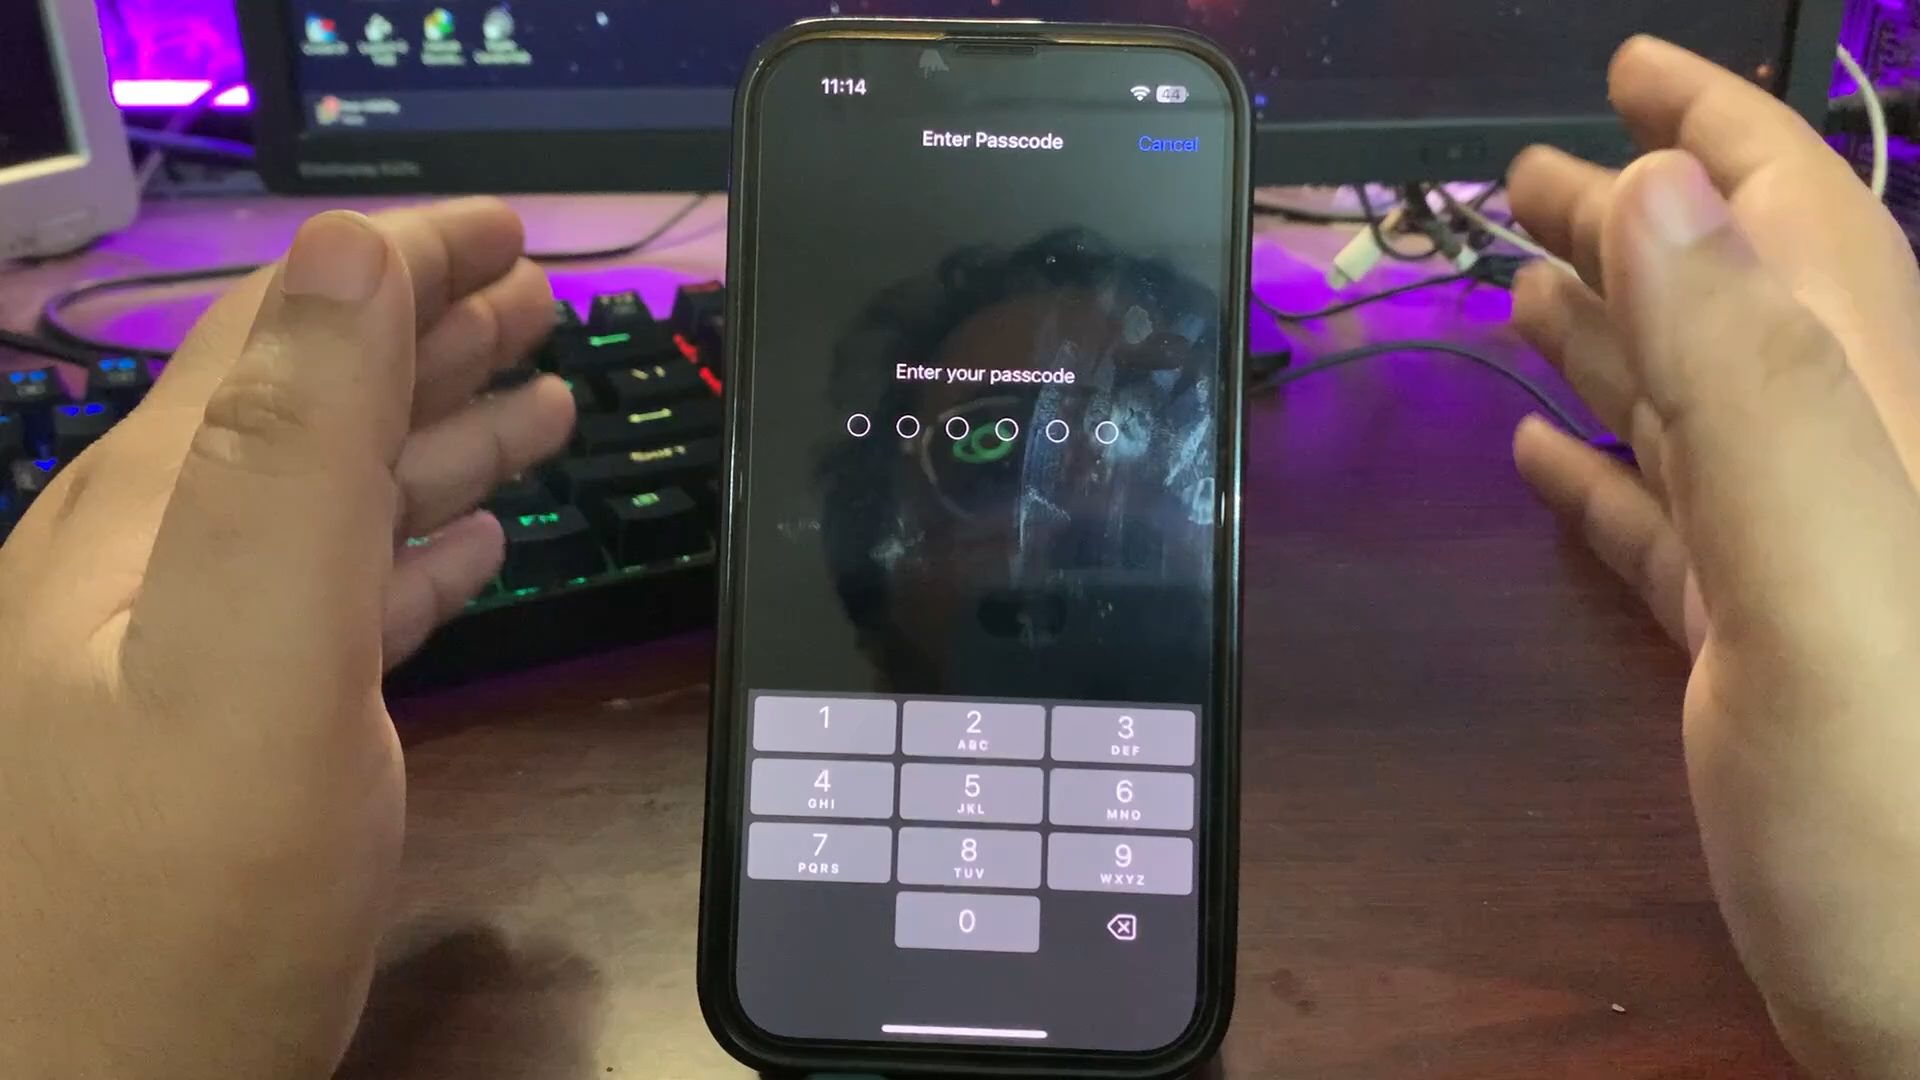 11:14
44
Enter Passcode
Cancel
Enter your passcode
1
2
ABC
3
DEF
4
GHI
5
JKL
6
MNO
7
PQRS
8
TUV
9
WXYZ
0